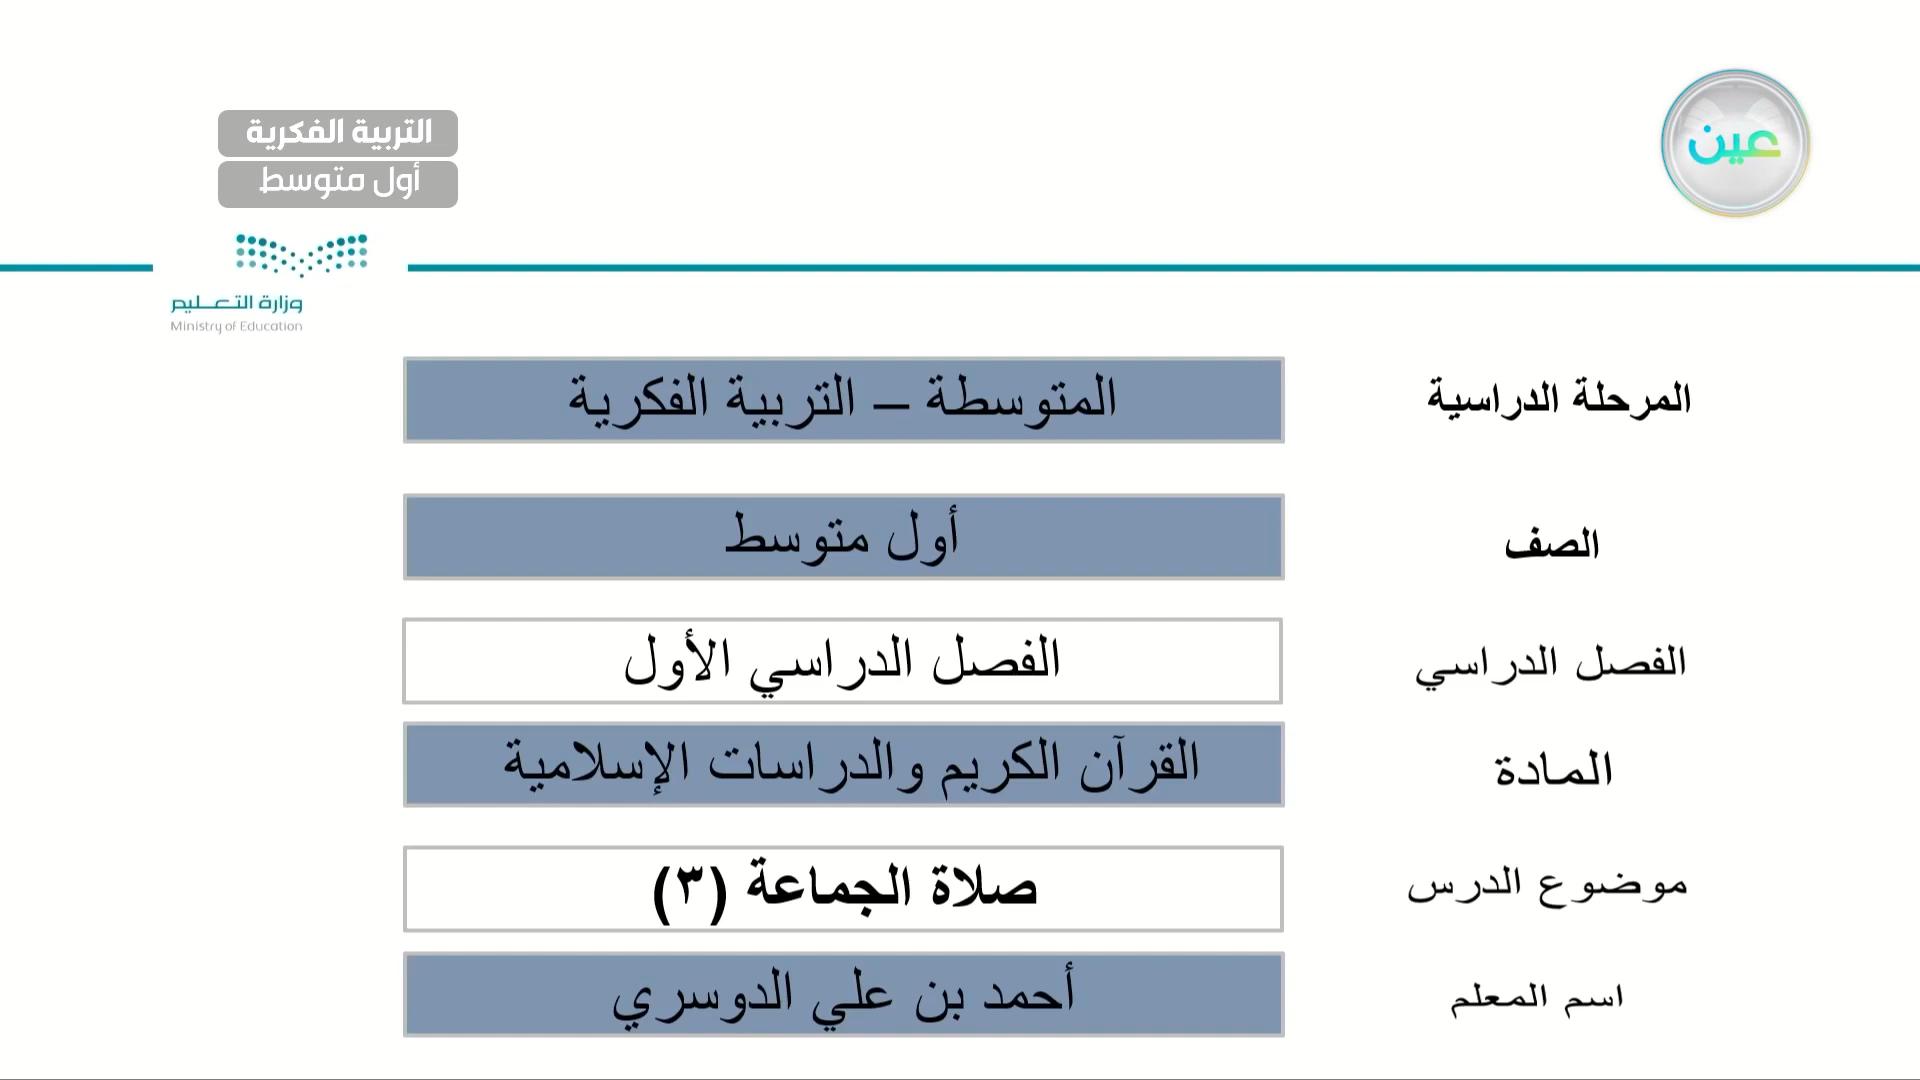 التربية الفكرية
أول متوسط
عين
وزارة التعليم
Ministry of Education
المرحلة الدراسية
المتوسطة – التربية الفكرية
الصف
أول متوسط
الفصل الدراسي
الفصل الدراسي الأول
المادة
القرآن الكريم والدراسات الإسلامية
موضوع الدرس
صلاة الجماعة (٣)
اسم المعلم
أحمد بن علي الدوسري